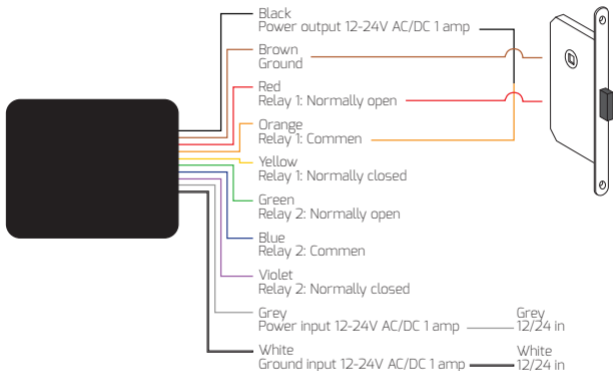 Black
Power output 12-24V AC/DC 1 amp
Brown
Ground
Red
Relay 1: Normally open
Orange
Relay 1: Commen
Yellow
Relay 1: Normally closed
Green
Relay 2: Normally open
Blue
Relay 2: Commen
Violet
Relay 2: Normally closed
Grey
Power input 12-24V AC/DC 1 amp
Grey
12/24 in
White
Ground input 12-24V AC/DC 1 amp
White
12/24 in